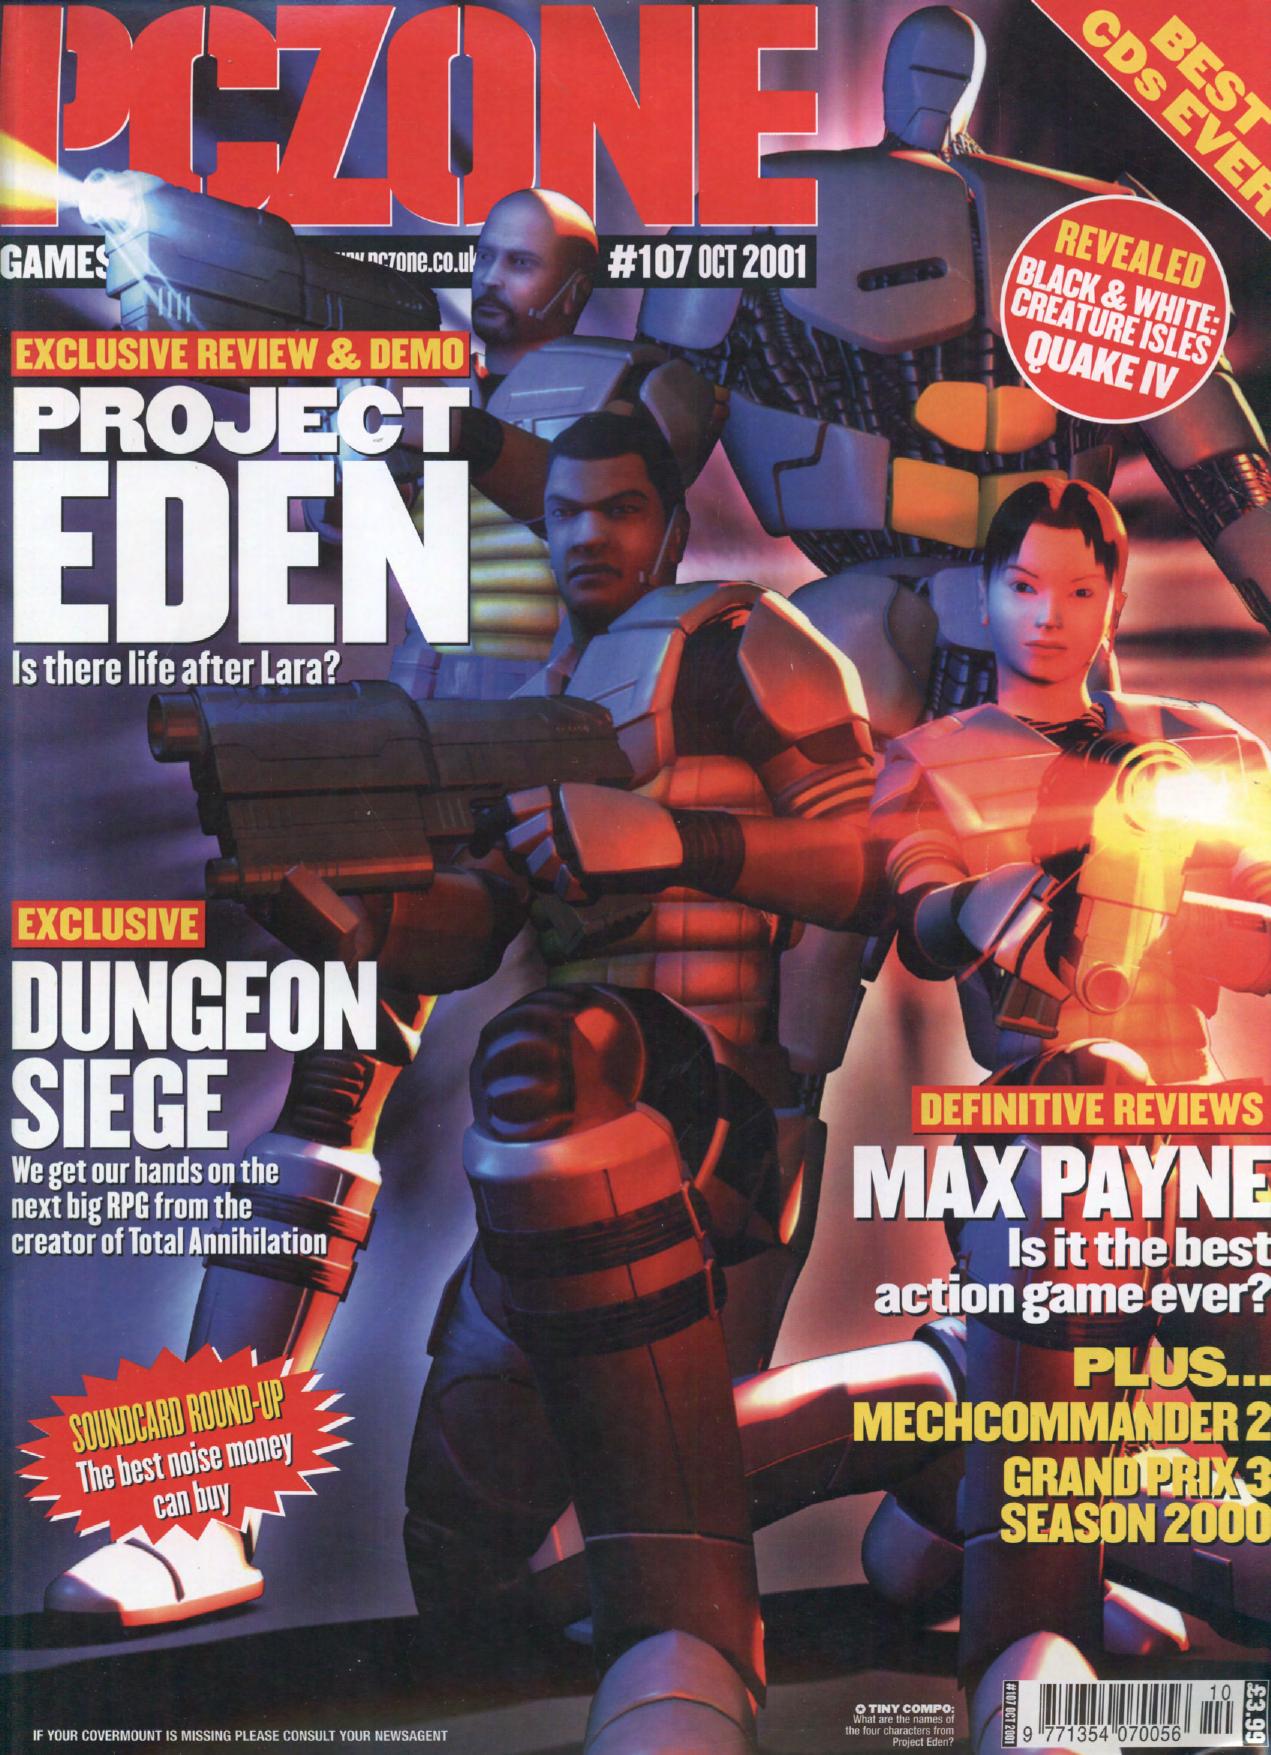 PCZONE
GAMES
www.pczone.co.uk
#107 OCT 2001
BEST
CDs EVER
REVEALED
BLACK & WHITE:
CREATURE ISLES
QUAKE IV
EXCLUSIVE REVIEW & DEMO
PROJECT
EDEN
Is there life after Lara?
EXCLUSIVE
DUNGEON
SIEGE
We get our hands on the
next big RPG from the
creator of Total Annihilation
DEFINITIVE REVIEWS
MAX PAYNE
Is it the best
action game ever?
PLUS...
MECHCOMMANDER 2
GRAND PRIX 3
SEASON 2000
SOUNDCARD ROUND-UP
The best noise money
can buy
IF YOUR COVERMOUNT IS MISSING PLEASE CONSULT YOUR NEWSAGENT
✪ TINY COMPO:
What are the names of
the four characters from
Project Eden?
#107 OCT 2001
10
£3.99
9 771354 070056